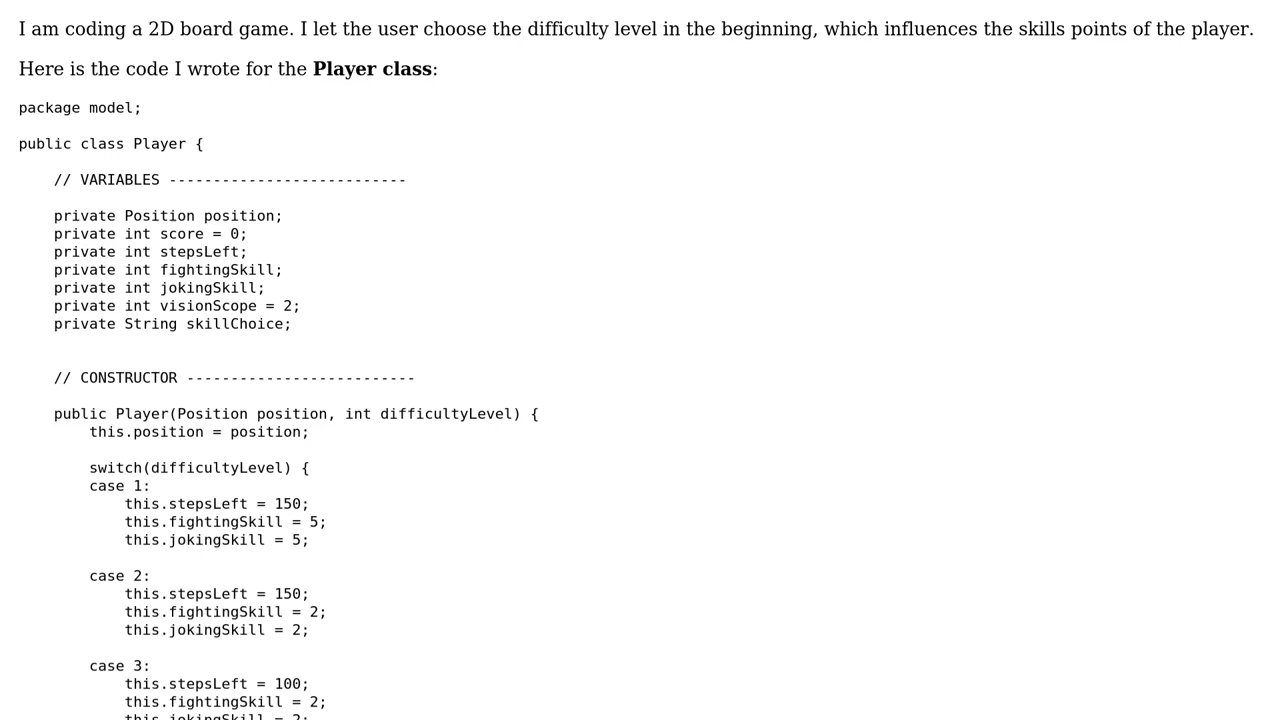 I am coding a 2D board game. I let the user choose the difficulty level in the beginning, which influences the skills points of the player.
Here is the code I wrote for the Player class:
package model;
public class Player {
// VARIABLES ---------------------------
private Position position;
private int score = 0;
private int stepsLeft;
private int fightingSkill;
private int jokingSkill;
private int visionScope = 2;
private String skillChoice;
// CONSTRUCTOR --------------------------
public Player(Position position, int difficultyLevel) {
this.position = position;
switch(difficultyLevel) {
case 1:
this.stepsLeft = 150;
this.fightingSkill = 5;
this.jokingSkill = 5;
case 2:
this.stepsLeft = 150;
this.fightingSkill = 2;
this.jokingSkill = 2;
case 3:
this.stepsLeft = 100;
this.fightingSkill = 2;
this.jokingSkill = 2;